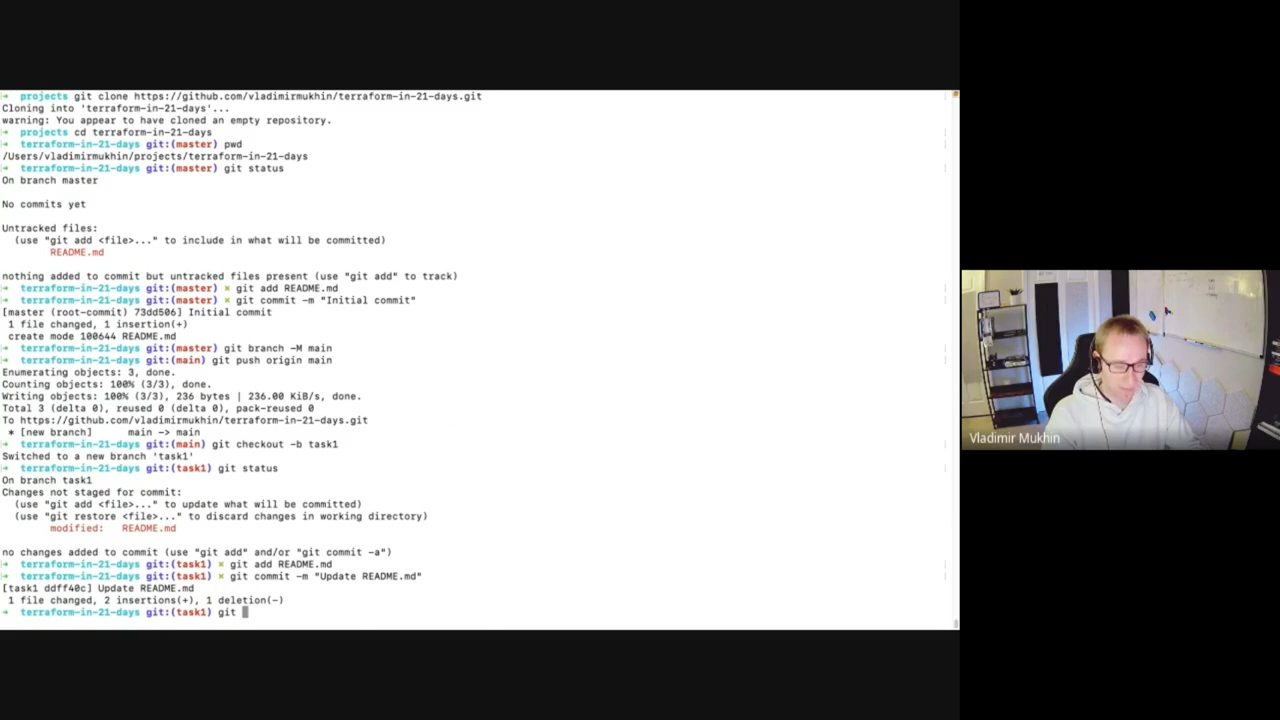 ➜  projects git clone https://github.com/vladimirmukhin/terraform-in-21-days.git
Cloning into 'terraform-in-21-days'...
warning: You appear to have cloned an empty repository.
➜  projects cd terraform-in-21-days
➜  terraform-in-21-days git:(master) pwd
/Users/vladimirmukhin/projects/terraform-in-21-days
➜  terraform-in-21-days git:(master) git status
On branch master
No commits yet
Untracked files:
  (use "git add <file>..." to include in what will be committed)
        README.md
nothing added to commit but untracked files present (use "git add" to track)
➜  terraform-in-21-days git:(master) ✗ git add README.md
➜  terraform-in-21-days git:(master) ✗ git commit -m "Initial commit"
[master (root-commit) 73dd506] Initial commit
 1 file changed, 1 insertion(+)
 create mode 100644 README.md
➜  terraform-in-21-days git:(master) git branch -M main
➜  terraform-in-21-days git:(main) git push origin main
Enumerating objects: 3, done.
Counting objects: 100% (3/3), done.
Writing objects: 100% (3/3), 236 bytes | 236.00 KiB/s, done.
Total 3 (delta 0), reused 0 (delta 0), pack-reused 0
To https://github.com/vladimirmukhin/terraform-in-21-days.git
 * [new branch]      main -> main
➜  terraform-in-21-days git:(main) git checkout -b task1
Switched to a new branch 'task1'
➜  terraform-in-21-days git:(task1) git status
On branch task1
Changes not staged for commit:
  (use "git add <file>..." to update what will be committed)
  (use "git restore <file>..." to discard changes in working directory)
        modified:   README.md
no changes added to commit (use "git add" and/or "git commit -a")
➜  terraform-in-21-days git:(task1) ✗ git add README.md
➜  terraform-in-21-days git:(task1) ✗ git commit -m "Update README.md"
[task1 ddff40c] Update README.md
 1 file changed, 2 insertions(+), 1 deletion(-)
➜  terraform-in-21-days git:(task1) git
Vladimir Mukhin